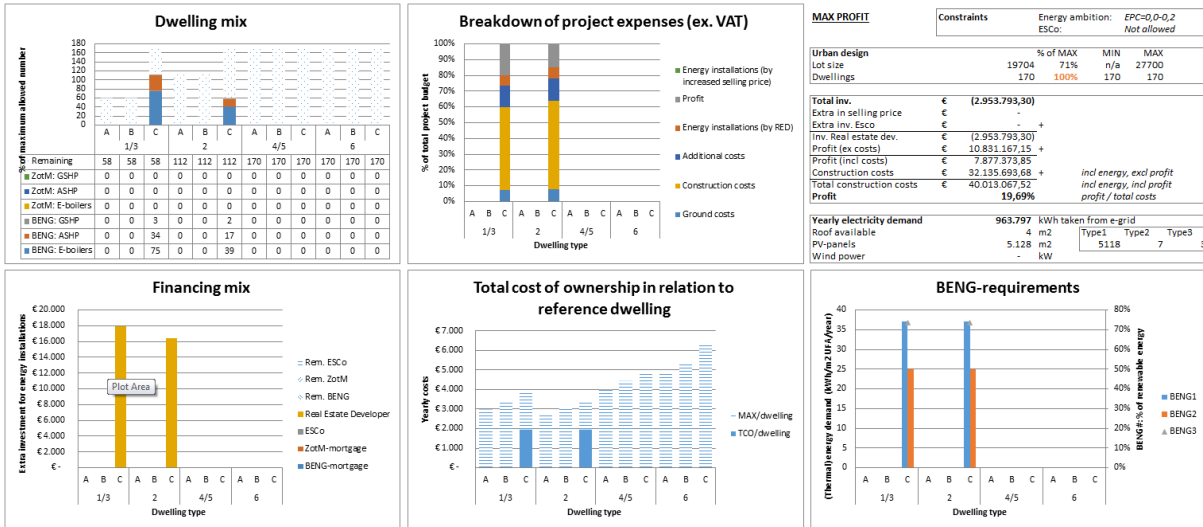 Dwelling mix
% of maximum allowed number
180
160
140
120
100
80
60
40
20
0
A B C A B C A B C A B C
1/3 2 4/5 6
Remaining 58 58 58 112 112 112 170 170 170 170 170 170
ZotM: GSHP 0 0 0 0 0 0 0 0 0 0 0 0
ZotM: ASHP 0 0 0 0 0 0 0 0 0 0 0 0
ZotM: E-boilers 0 0 0 0 0 0 0 0 0 0 0 0
BENG: GSHP 0 0 3 0 0 2 0 0 0 0 0 0
BENG: ASHP 0 0 34 0 0 17 0 0 0 0 0 0
BENG: E-boilers 0 0 75 0 0 39 0 0 0 0 0 0
Breakdown of project expenses (ex. VAT)
% of total project budget
100%
90%
80%
70%
60%
50%
40%
30%
20%
10%
0%
A B C A B C A B C A B C
1/3 2 4/5 6
Dwelling type
Energy installations (by increased selling price)
Profit
Energy installations (by RED)
Additional costs
Construction costs
Ground costs
MAX PROFIT
Constraints Energy ambition: EPC=0,0-0,2
ESCo: Not allowed
Urban design % of MAX MIN MAX
Lot size 19704 71% n/a 27700
Dwellings 170 100% 170 170
Total inv. € (2.953.793,30)
Extra in selling price € -
Extra inv. Esco € - +
Inv. Real estate dev. € (2.953.793,30)
Profit (ex costs) € 10.831.167,15 +
Profit (incl costs) € 7.877.373,85
Construction costs € 32.135.693,68 + incl energy, excl profit
Total construction costs € 40.013.067,52 incl energy, incl profit
Profit 19,69% profit / total costs
Yearly electricity demand 963.797 kWh taken from e-grid
Roof available 4 m2 Type1 Type2 Type3
PV-panels 5.128 m2 5118 7
Wind power - kW
Financing mix
Extra investment for energy installations
€ 20.000
€ 18.000
€ 16.000
€ 14.000
€ 12.000
€ 10.000
€ 8.000
€ 6.000
€ 4.000
€ 2.000
€ -
Plot Area
A B C A B C A B C A B C
1/3 2 4/5 6
Dwelling type
Rem. ESCo
Rem. ZotM
Rem. BENG
Real Estate Developer
ESCo
ZotM-mortgage
BENG-mortgage
Total cost of ownership in relation to
reference dwelling
Yearly costs
€ 7.000
€ 6.000
€ 5.000
€ 4.000
€ 3.000
€ 2.000
€ 1.000
€ -
A B C A B C A B C A B C
1/3 2 4/5 6
Dwelling type
MAX/dwelling
TCO/dwelling
BENG-requirements
(Thermal) energy demand (kWh/m2 UFA/year)
40
35
30
25
20
15
10
5
0
80%
70%
60%
50%
40%
30%
20%
10%
0%
BENG#: % of renewable energy
A B C A B C A B C A B C
1/3 2 4/5 6
Dwelling type
BENG1
BENG2
BENG3